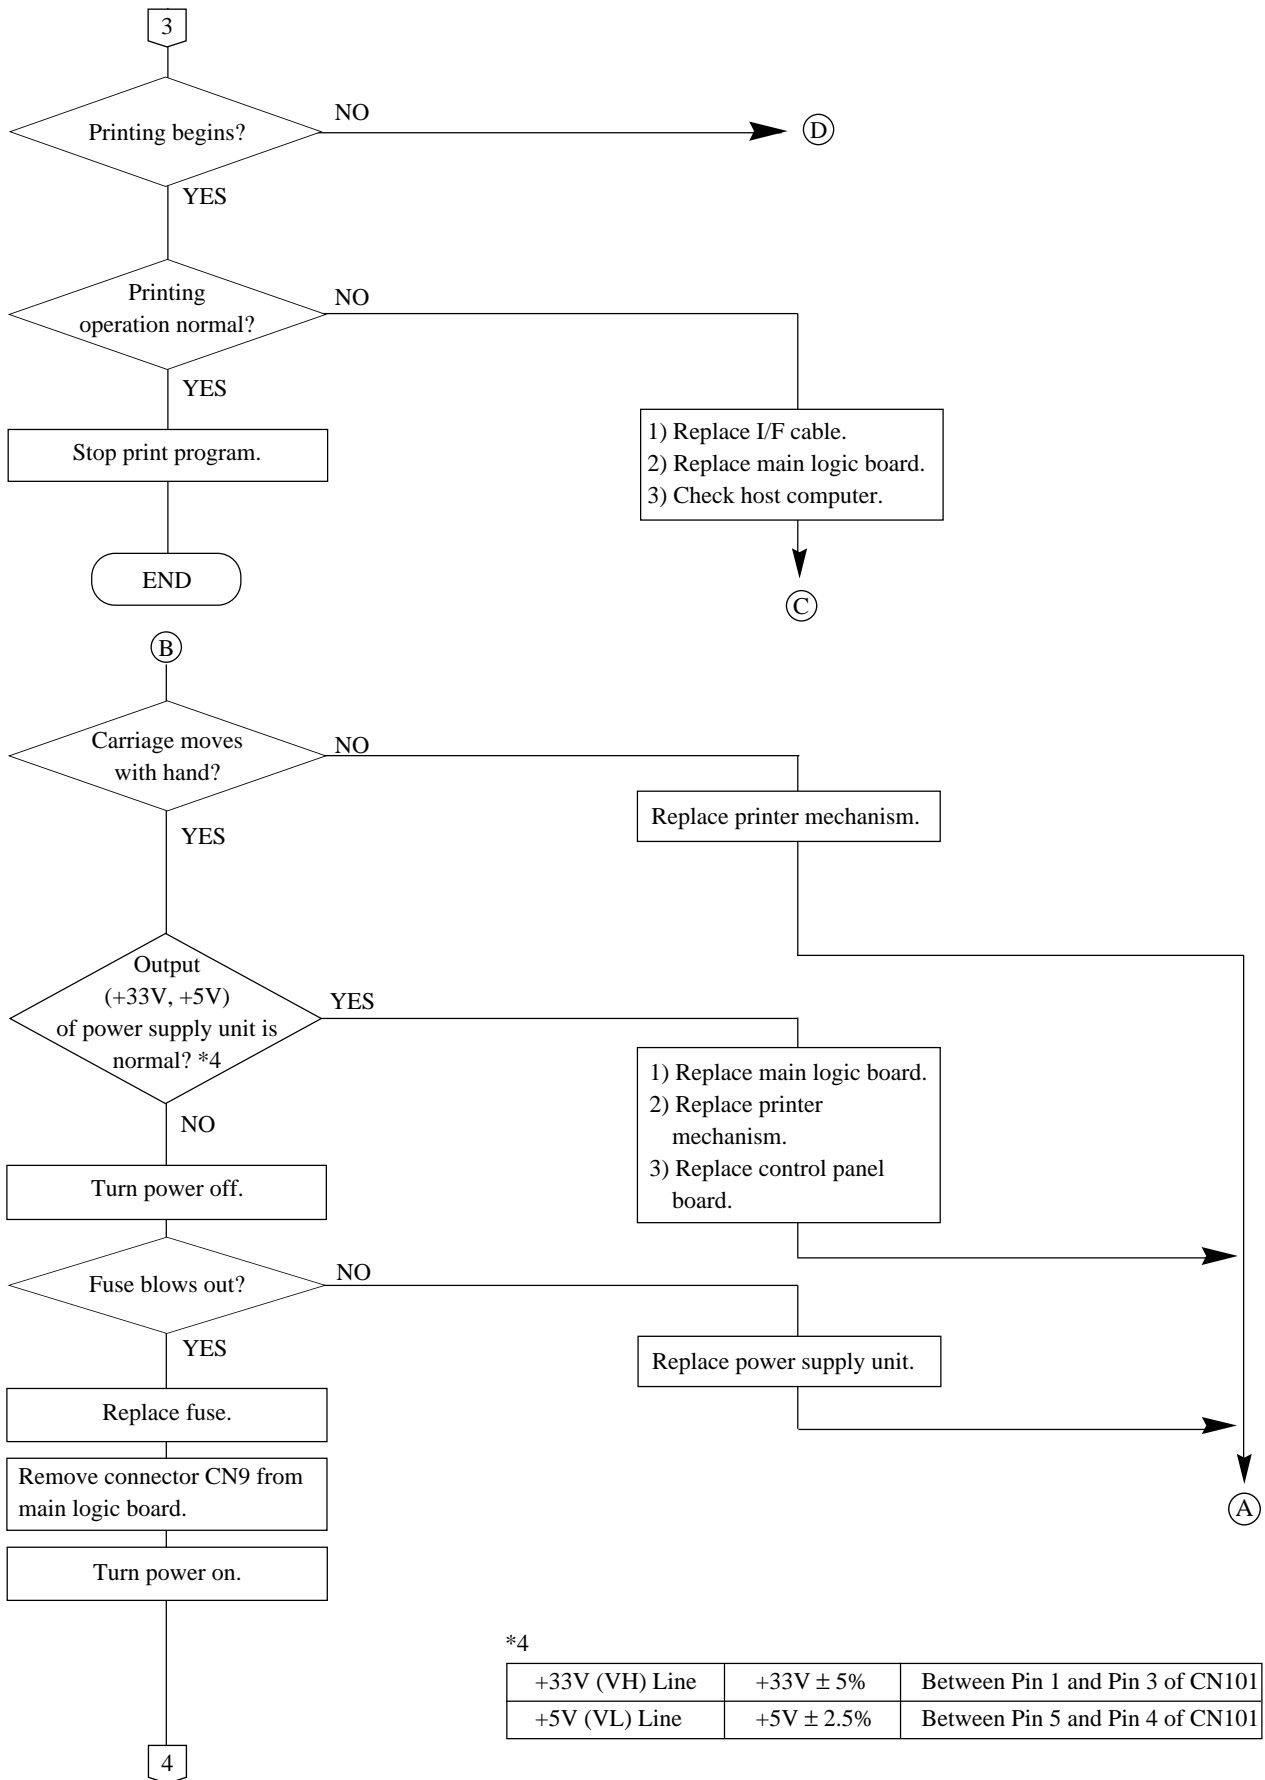 3
Printing begins?
NO
D
YES
Printing
operation normal?
NO
YES
Stop print program.
1) Replace I/F cable.
2) Replace main logic board.
3) Check host computer.
END
C
B
Carriage moves
with hand?
NO
Replace printer mechanism.
YES
Output
(+33V, +5V)
of power supply unit is
normal? *4
YES
1) Replace main logic board.
2) Replace printer
mechanism.
3) Replace control panel
board.
NO
Turn power off.
Fuse blows out?
NO
YES
Replace power supply unit.
Replace fuse.
Remove connector CN9 from
main logic board.
A
Turn power on.
*4
+33V (VH) Line +33V ± 5% Between Pin 1 and Pin 3 of CN101
+5V (VL) Line +5V ± 2.5% Between Pin 5 and Pin 4 of CN101
4